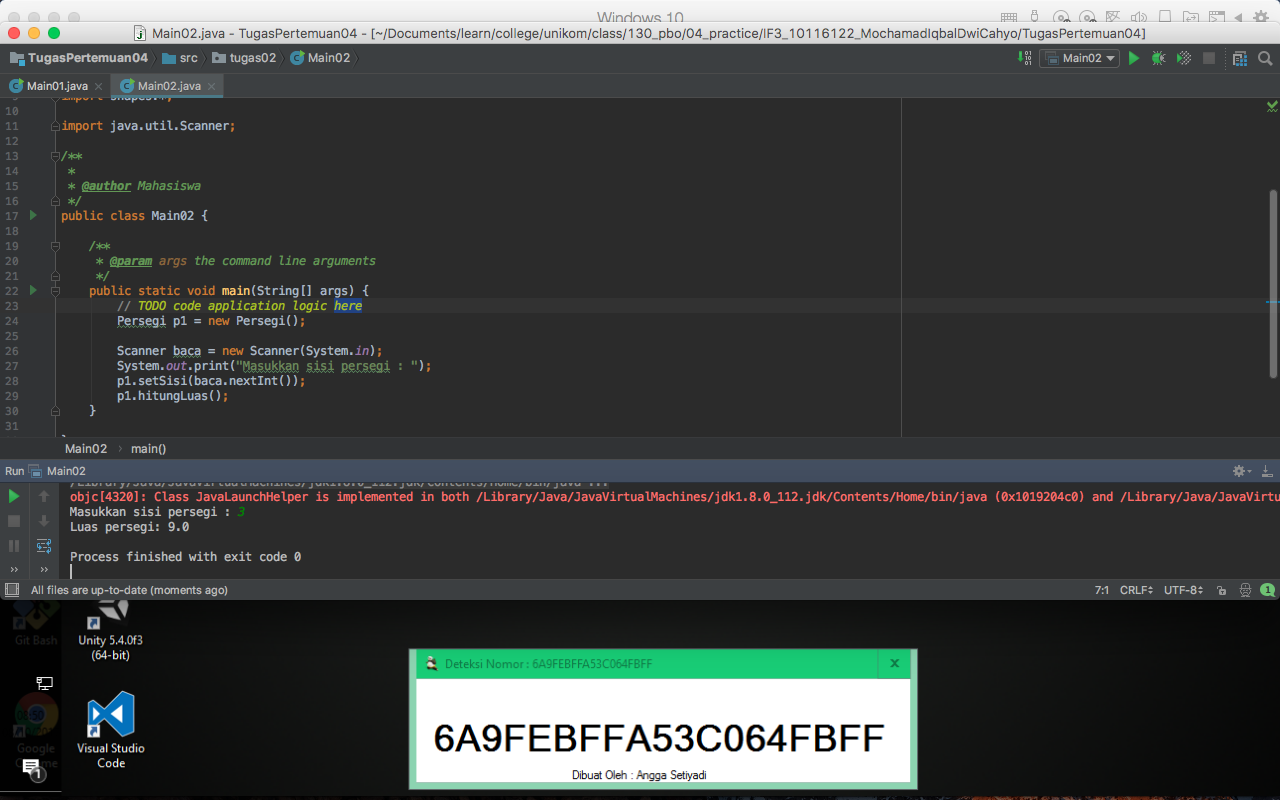 Windows 10
Main02.java - TugasPertemuan04 - [~/Documents/learn/college/unikom/class/130_pbo/04_practice/IF3_10116122_MochamadIqbalDwiCahyo/TugasPertemuan04]
TugasPertemuan04 src tugas02 Main02 Main02
Main01.java Main02.java
9 import shapes.*;
10
11 import java.util.Scanner;
12
13 /**
14 *
15 * @author Mahasiswa
16 */
17 public class Main02 {
18
19 /**
20 * @param args the command line arguments
21 */
22 public static void main(String[] args) {
23 // TODO code application logic here
24 Persegi p1 = new Persegi();
25
26 Scanner baca = new Scanner(System.in);
27 System.out.print("Masukkan sisi persegi : ");
28 p1.setSisi(baca.nextInt());
29 p1.hitungLuas();
30 }
31
Main02 main()
Run Main02
/Library/Java/JavaVirtualMachines/jdk1.8.0_112.jdk/Contents/Home/bin/java ...
objc[4320]: Class JavaLaunchHelper is implemented in both /Library/Java/JavaVirtualMachines/jdk1.8.0_112.jdk/Contents/Home/bin/java (0x1019204c0) and /Library/Java/JavaVirtu
Masukkan sisi persegi : 3
Luas persegi: 9.0
Process finished with exit code 0
All files are up-to-date (moments ago) 7:1 CRLF UTF-8 1
Git Bash
Unity 5.4.0f3
(64-bit)
Google
Visual Studio
Code
1
Deteksi Nomor : 6A9FEBFFA53C064FBFF X
6A9FEBFFA53C064FBFF
Dibuat Oleh : Angga Setiyadi